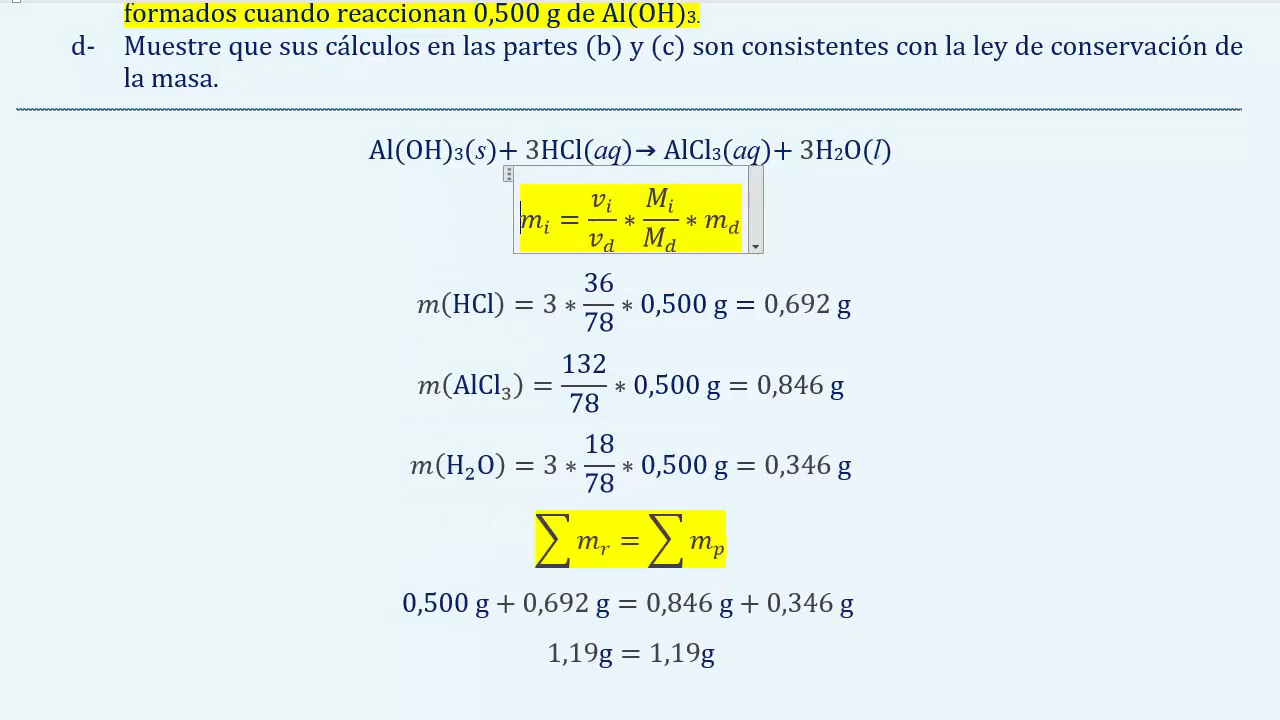 formados cuando reaccionan 0,500 g de Al(OH)₃.
d- Muestre que sus cálculos en las partes (b) y (c) son consistentes con la ley de conservación de
la masa.
Al(OH)₃(s)+ 3HCl(aq)→ AlCl₃(aq)+ 3H₂O(l)
mᵢ = vᵢ/v_d * Mᵢ/M_d * m_d
m(HCl) = 3 * 36/78 * 0,500 g = 0,692 g
m(AlCl₃) = 132/78 * 0,500 g = 0,846 g
m(H₂O) = 3 * 18/78 * 0,500 g = 0,346 g
∑ m_r = ∑ m_p
0,500 g + 0,692 g = 0,846 g + 0,346 g
1,19g = 1,19g